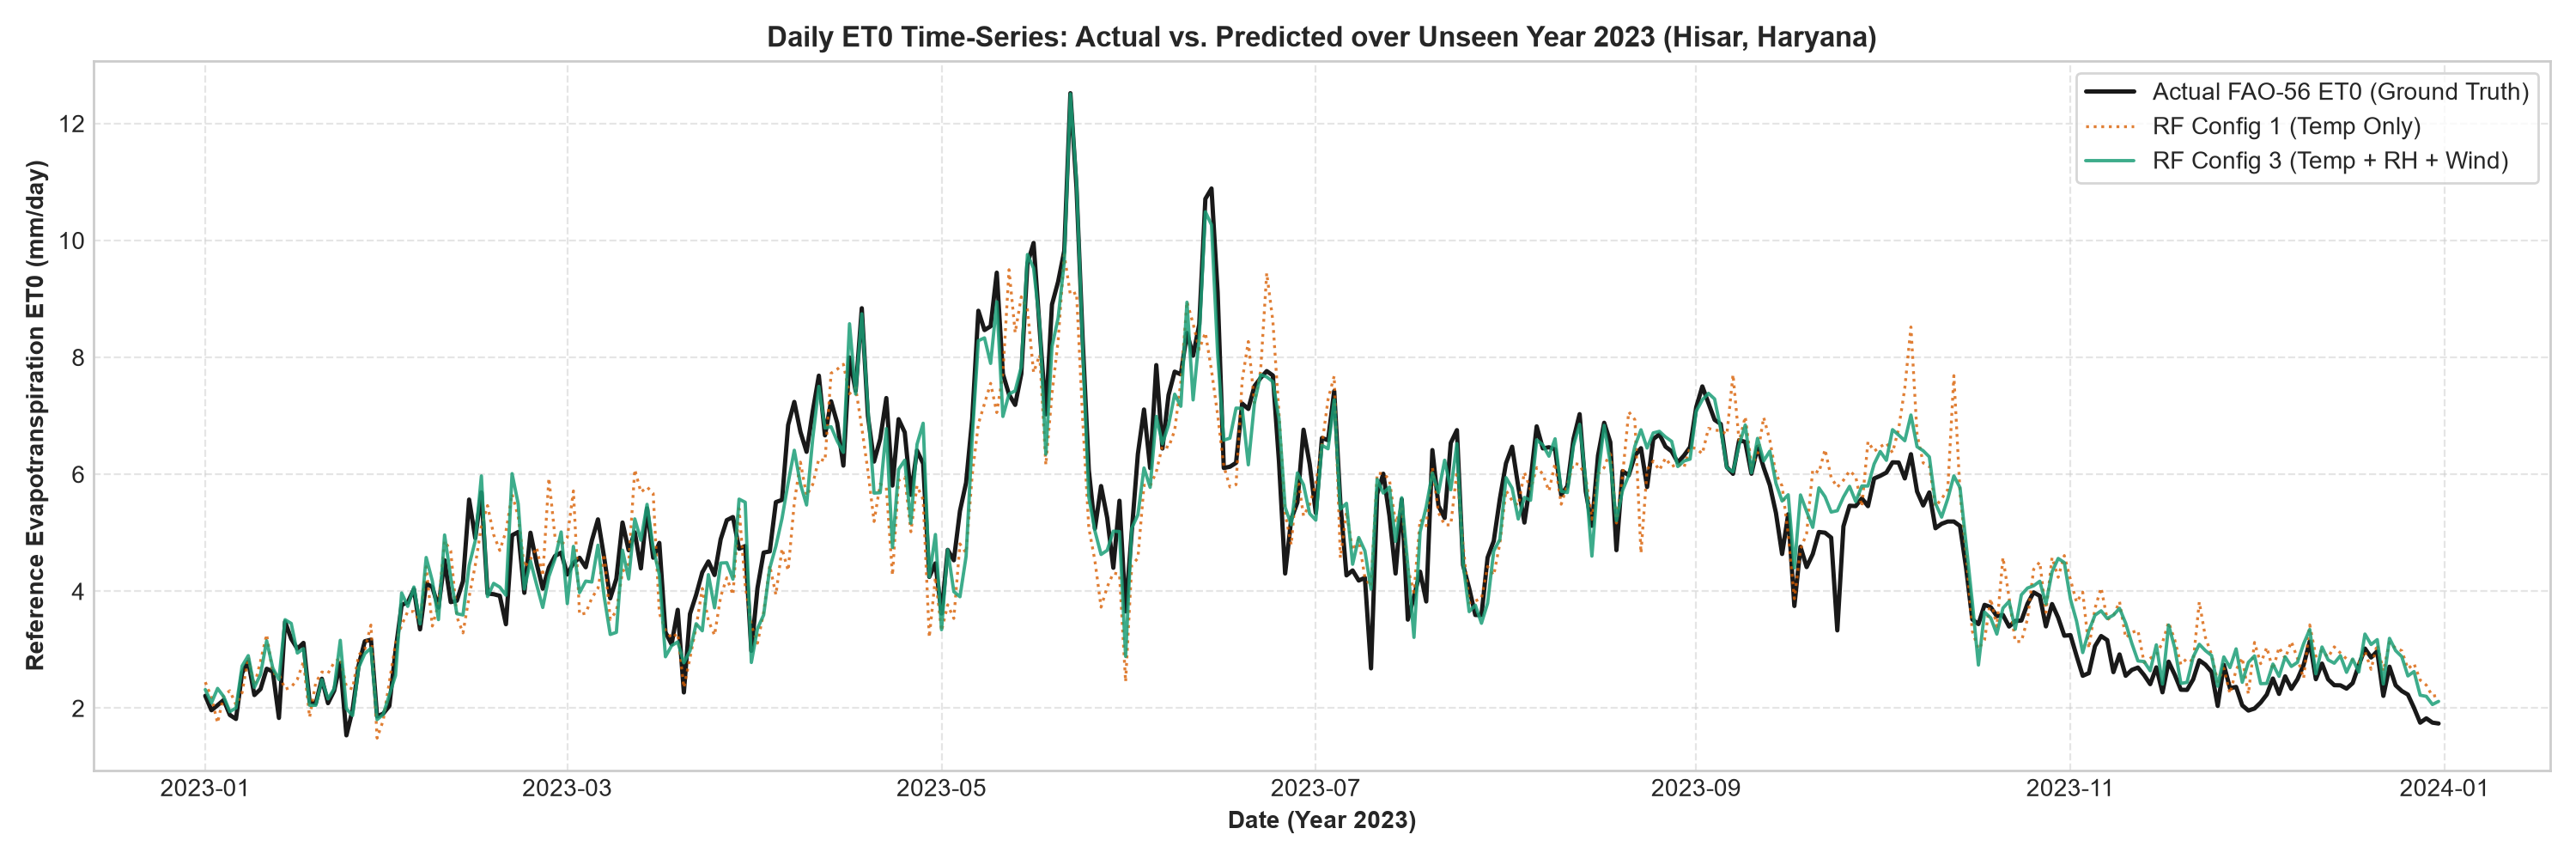 Daily ET0 Time-Series: Actual vs. Predicted over Unseen Year 2023 (Hisar, Haryana)
Actual FAO-56 ET0 (Ground Truth)
RF Config 1 (Temp Only)
RF Config 3 (Temp + RH + Wind)
Reference Evapotranspiration ET0 (mm/day)
12
10
8
6
4
2
2023-01
2023-03
2023-05
2023-07
2023-09
2023-11
2024-01
Date (Year 2023)